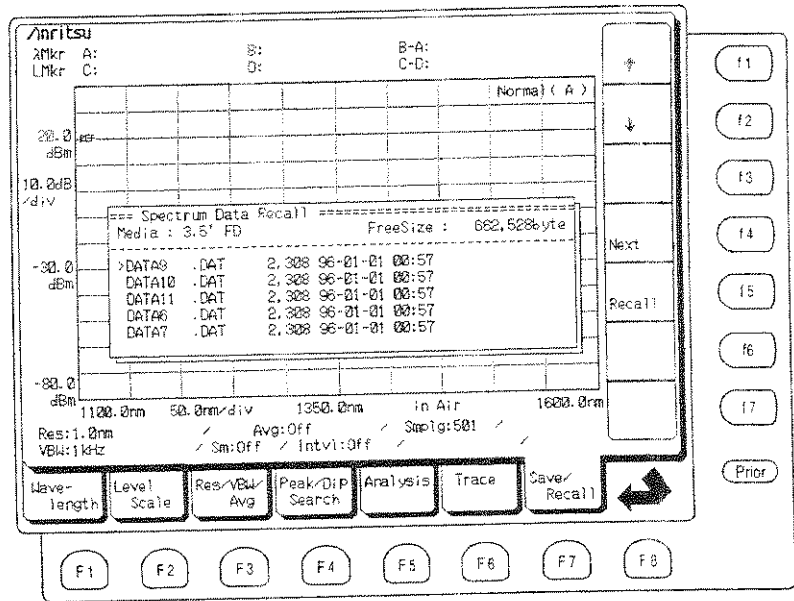 Anritsu
λMkr A: B: B-A:
LMkr C: D: C-D:
Normal ( A )
20.0 REF
dBm
10.0dB
/div
-30.0
dBm
-80.0
dBm
=== Spectrum Data Recall ===
Media : 3.5' FD FreeSize : 662,528byte
>DATA9 .DAT 2,308 96-01-01 00:57
DATA10 .DAT 2,308 96-01-01 00:57
DATA11 .DAT 2,308 96-01-01 00:57
DATA6 .DAT 2,308 96-01-01 00:57
DATA7 .DAT 2,308 96-01-01 00:57
1100.0nm 50.0nm/div 1350.0nm in Air 1600.0nm
Res:1.0nm / Avg:Off / Smplg:501 /
VBW:1kHz / Sm:Off / Intvl:Off / /
↑
↓
Next
Recall
Wave-
length
Level
Scale
Res/VBW/
Avg
Peak/Dip
Search
Analysis
Trace
Save/
Recall
f1
f2
f3
f4
f5
f6
f7
Prior
F1 F2 F3 F4 F5 F6 F7 F8